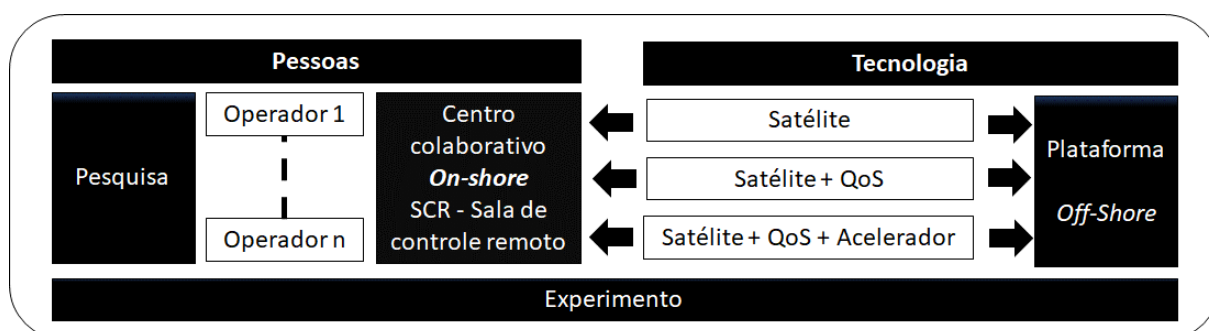 Pessoas
Tecnologia
Pesquisa
Operador 1
Operador n
Centro
colaborativo
On-shore
SCR - Sala de
controle remoto
Satélite
Satélite + QoS
Satélite + QoS + Acelerador
Plataforma
Off-Shore
Experimento